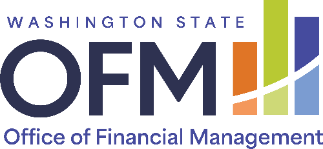 WASHINGTON STATE
OFM
Office of Financial Management